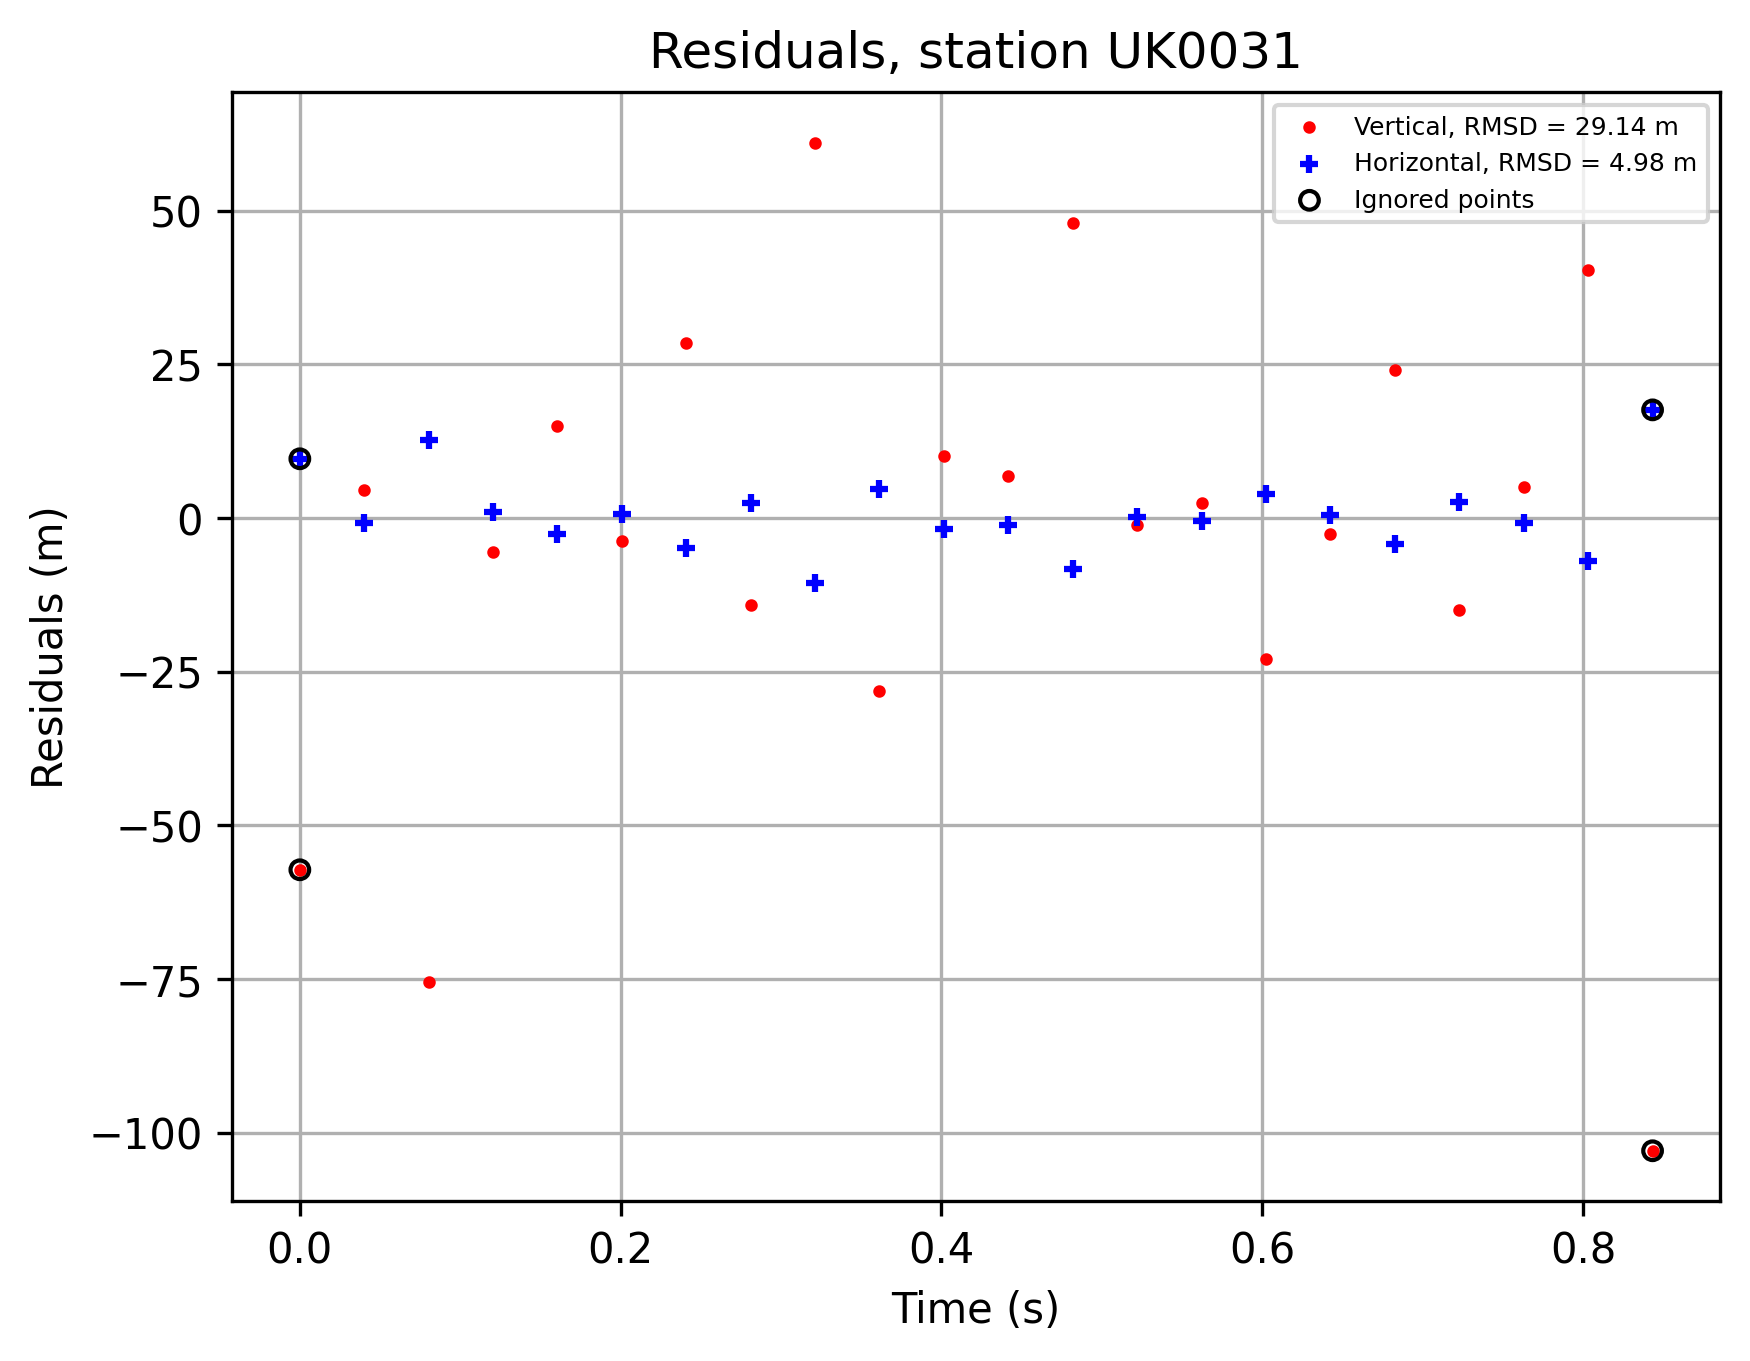 Residuals, station UK0031
Vertical, RMSD = 29.14 m
Horizontal, RMSD = 4.98 m
Ignored points
50
25
0
−25
−50
−75
−100
Residuals (m)
0.0 0.2 0.4 0.6 0.8
Time (s)